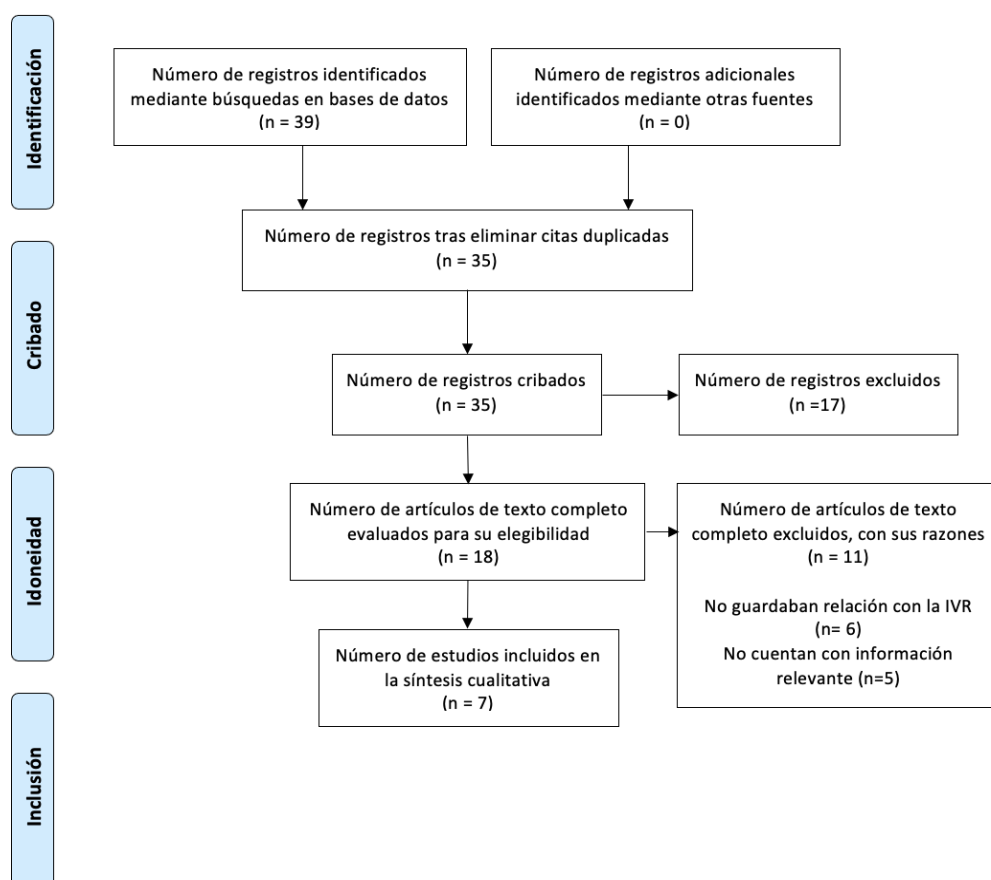 Identificación
Número de registros identificados
mediante búsquedas en bases de datos
(n = 39)
Número de registros adicionales
identificados mediante otras fuentes
(n = 0)
Número de registros tras eliminar citas duplicadas
(n = 35)
Cribado
Número de registros cribados
(n = 35)
Número de registros excluidos
(n =17)
Idoneidad
Número de artículos de texto completo
evaluados para su elegibilidad
(n = 18)
Número de artículos de texto
completo excluidos, con sus razones
(n = 11)
No guardaban relación con la IVR
(n= 6)
No cuentan con información
relevante (n=5)
Número de estudios incluidos en
la síntesis cualitativa
(n = 7)
Inclusión